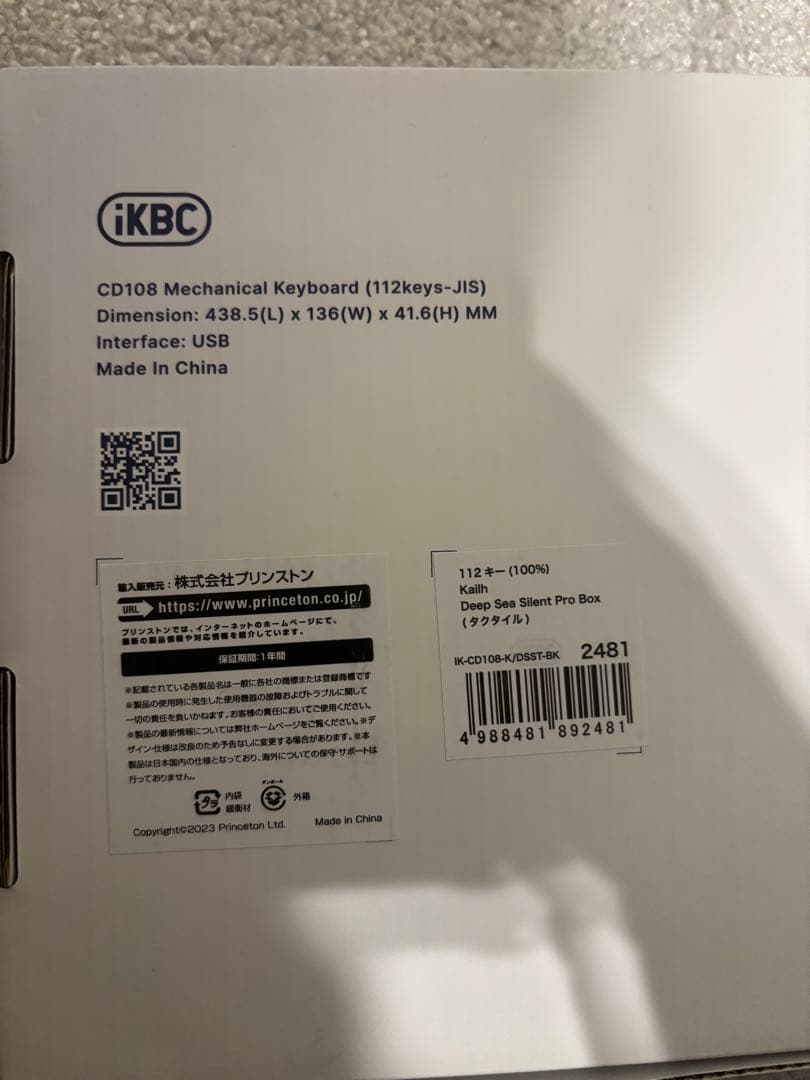 iKBC
CD108 Mechanical Keyboard (112keys-JIS)
Dimension: 438.5(L) x 136(W) x 41.6(H) MM
Interface: USB
Made In China
輸入販売元：株式会社プリンストン
URL https://www.princeton.co.jp/
プリンストンでは、インターネットのホームページにて、
最新の製品情報や対応情報を紹介しています。
保証期間:1年間
※記載されている各製品名は一般に各社の商標または登録商標です
※製品の使用時に発生した使用機器の故障およびトラブルに関して
一切の責任を負いかねます。お客様の責任においてご使用ください。
※製品の最新情報については弊社ホームページをご覧ください。※デ
ザイン・仕様は改良のため予告なしに変更する場合があります。※本
製品は日本国内の仕様となっており、海外についての保守・サポートは
行っておりません。
プラ
内袋
緩衝材
ダンボール
外箱
Copyright©2023 Princeton Ltd.
Made in China
112キー(100%)
Kailh
Deep Sea Silent Pro Box
(タクタイル)
IK-CD108-K/DSST-BK 2481
4 988481 892481